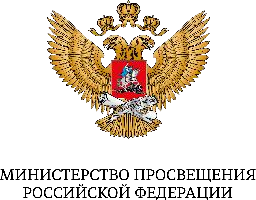 МИНИСТЕРСТВО ПРОСВЕЩЕНИЯ
РОССИЙСКОЙ ФЕДЕРАЦИИ